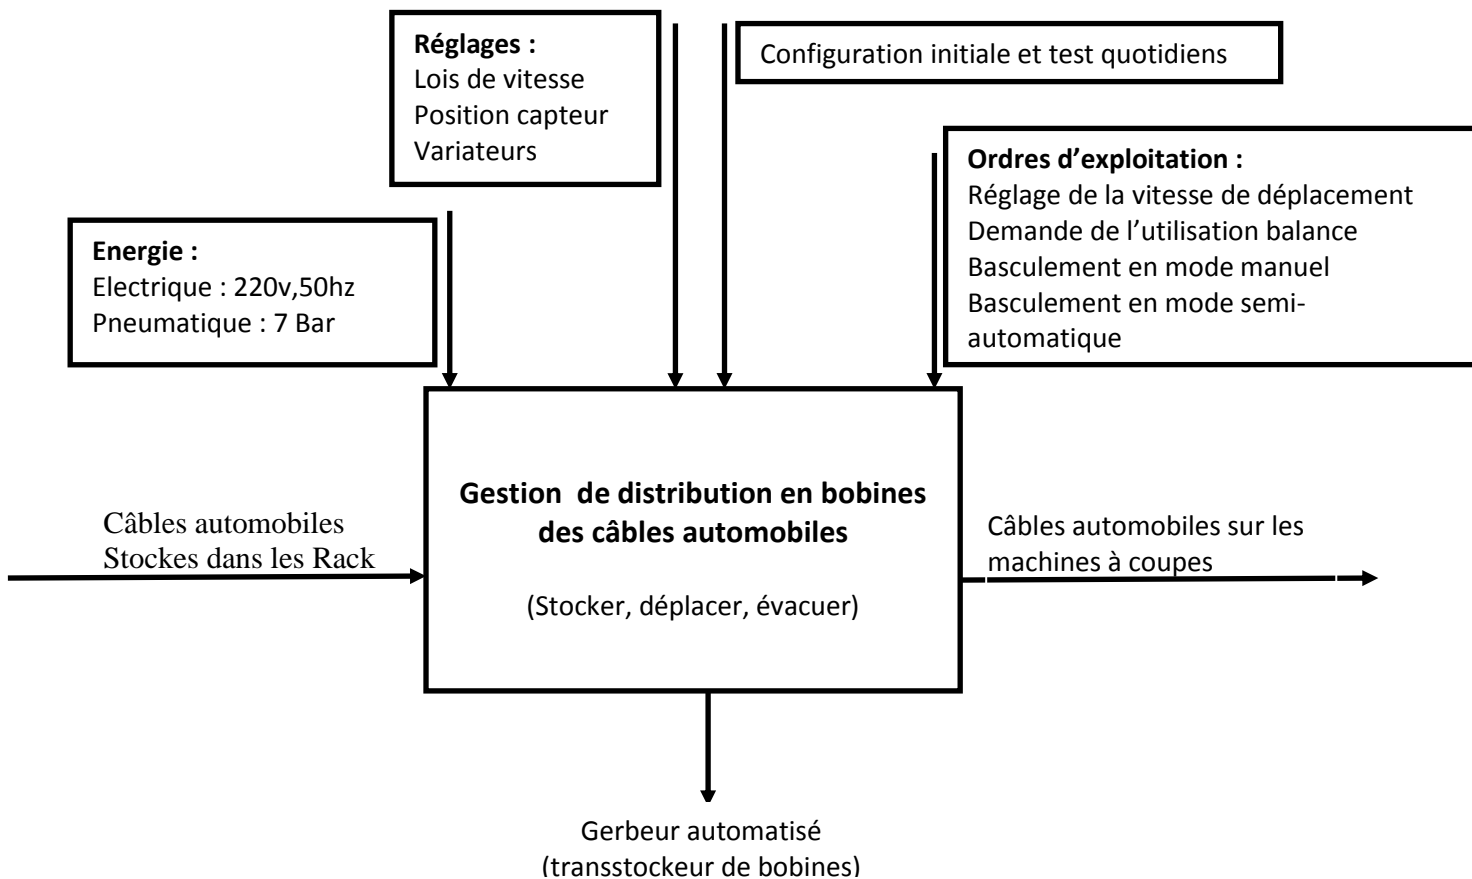 Réglages :
Lois de vitesse
Position capteur
Variateurs
Configuration initiale et test quotidiens
Ordres d’exploitation :
Réglage de la vitesse de déplacement
Demande de l’utilisation balance
Basculement en mode manuel
Basculement en mode semi-
automatique
Energie :
Electrique : 220v,50hz
Pneumatique : 7 Bar
Gestion de distribution en bobines
des câbles automobiles
(Stocker, déplacer, évacuer)
Câbles automobiles
Stockes dans les Rack
Câbles automobiles sur les
machines à coupes
Gerbeur automatisé
(transstockeur de bobines)